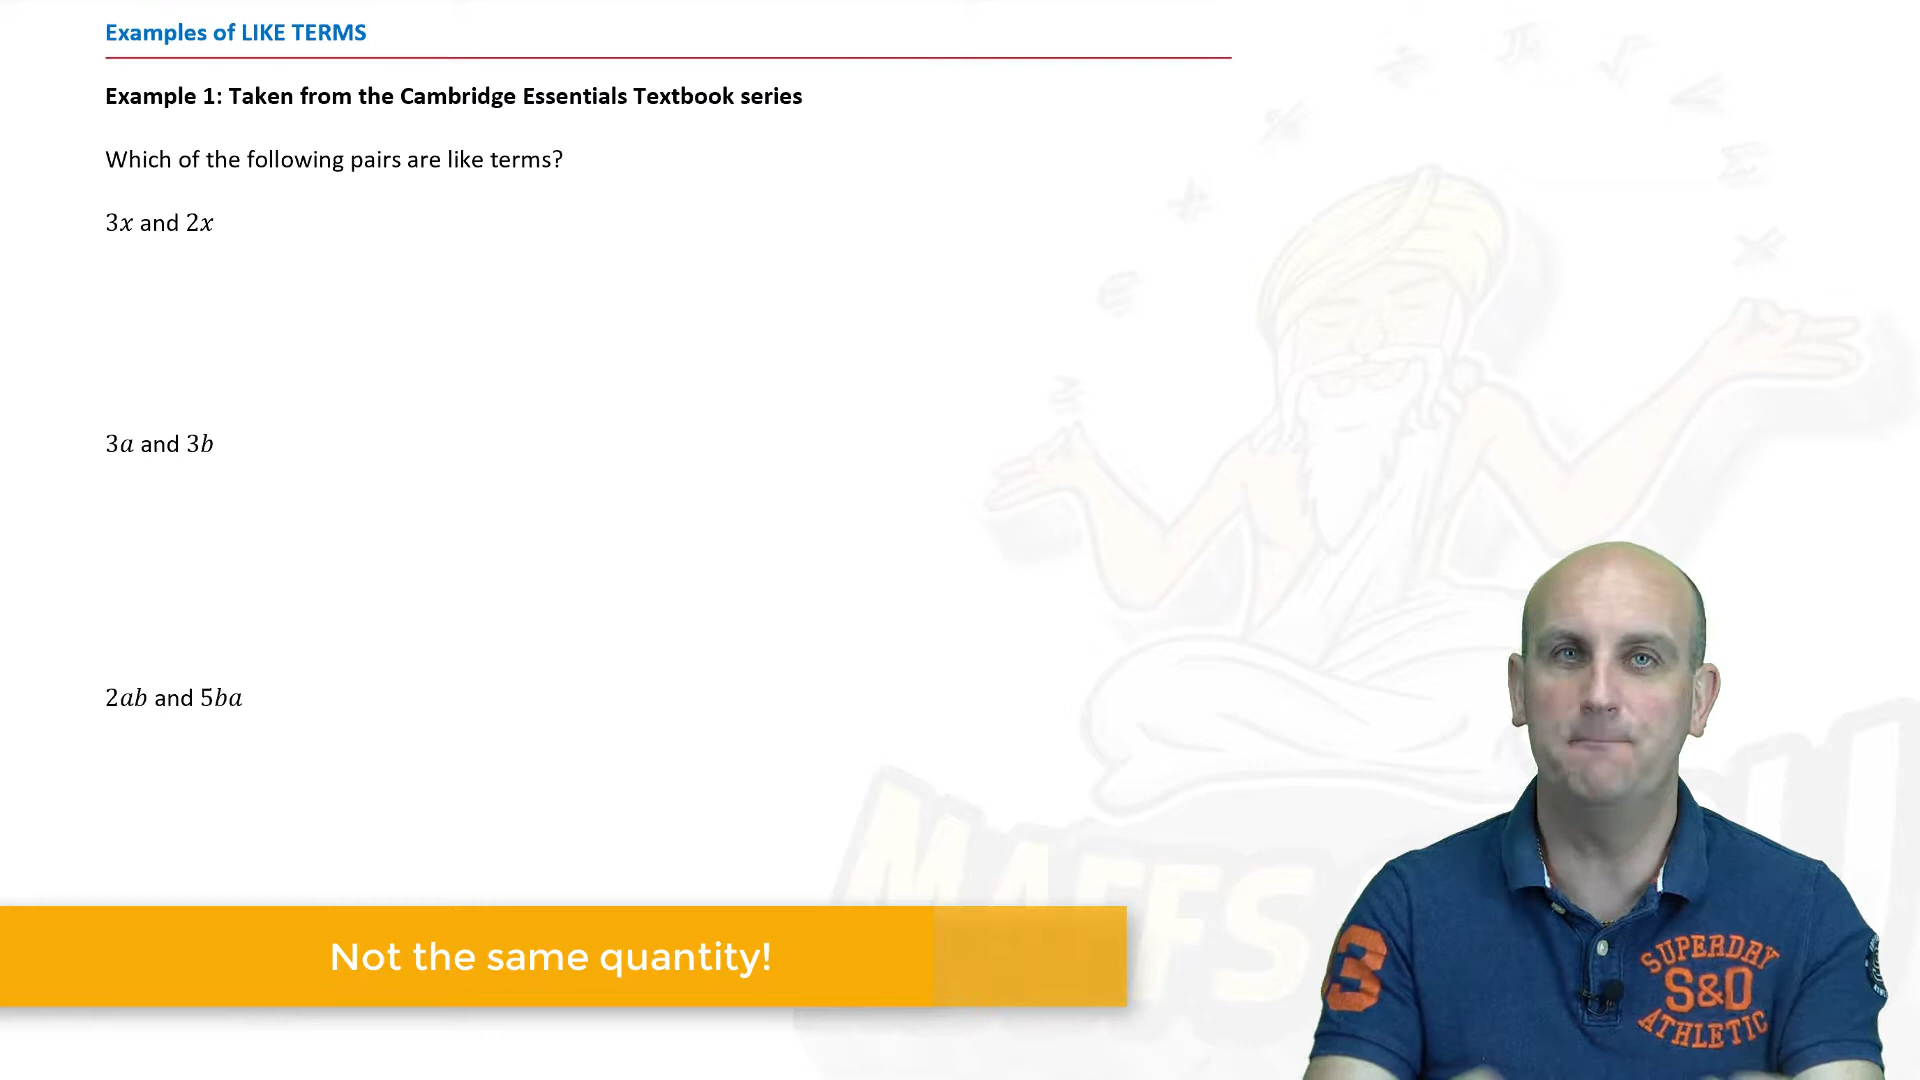 Examples of LIKE TERMS
Example 1: Taken from the Cambridge Essentials Textbook series
Which of the following pairs are like terms?
3x and 2x
3a and 3b
2ab and 5ba
MAFFS
Not the same quantity!
3
SUPERDRY
S&D
ATHLETIC